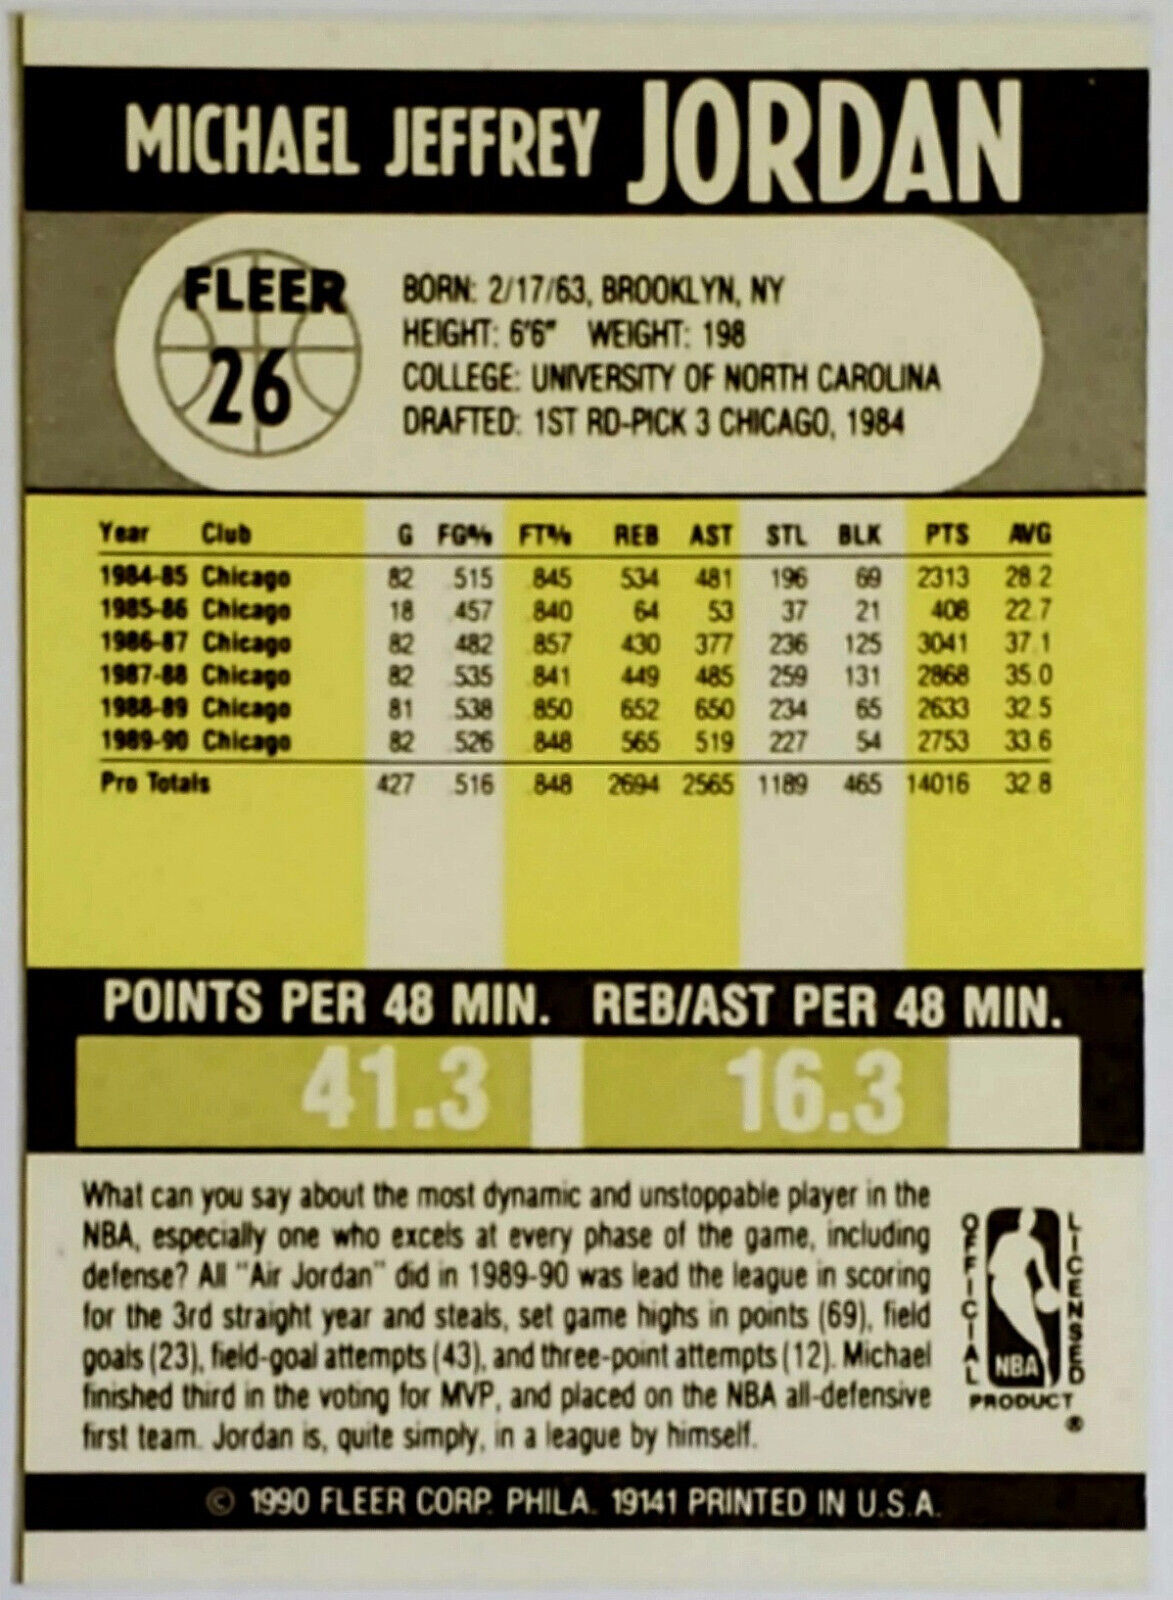 MICHAEL JEFFREY JORDAN
FLEER
26
BORN: 2/17/63, BROOKLYN, NY
HEIGHT: 6'6" WEIGHT: 198
COLLEGE: UNIVERSITY OF NORTH CAROLINA
DRAFTED: 1ST RD-PICK 3 CHICAGO, 1984
Year Club G FG% FT% REB AST STL BLK PTS AVG
1984-85 Chicago 82 .515 .845 534 481 196 69 2313 28.2
1985-86 Chicago 18 .457 .840 64 53 37 21 408 22.7
1986-87 Chicago 82 .482 .857 430 377 236 125 3041 37.1
1987-88 Chicago 82 .535 .841 449 485 259 131 2868 35.0
1988-89 Chicago 81 .538 .850 652 650 234 65 2633 32.5
1989-90 Chicago 82 .526 .848 565 519 227 54 2753 33.6
Pro Totals 427 .516 .848 2694 2565 1189 465 14016 32.8
POINTS PER 48 MIN. REB/AST PER 48 MIN.
41.3 16.3
What can you say about the most dynamic and unstoppable player in the
NBA, especially one who excels at every phase of the game, including
defense? All "Air Jordan" did in 1989-90 was lead the league in scoring
for the 3rd straight year and steals, set game highs in points (69), field
goals (23), field-goal attempts (43), and three-point attempts (12). Michael
finished third in the voting for MVP, and placed on the NBA all-defensive
first team. Jordan is, quite simply, in a league by himself.
OFFICIAL
LICENSED
NBA
PRODUCT
®
© 1990 FLEER CORP. PHILA. 19141 PRINTED IN U.S.A.